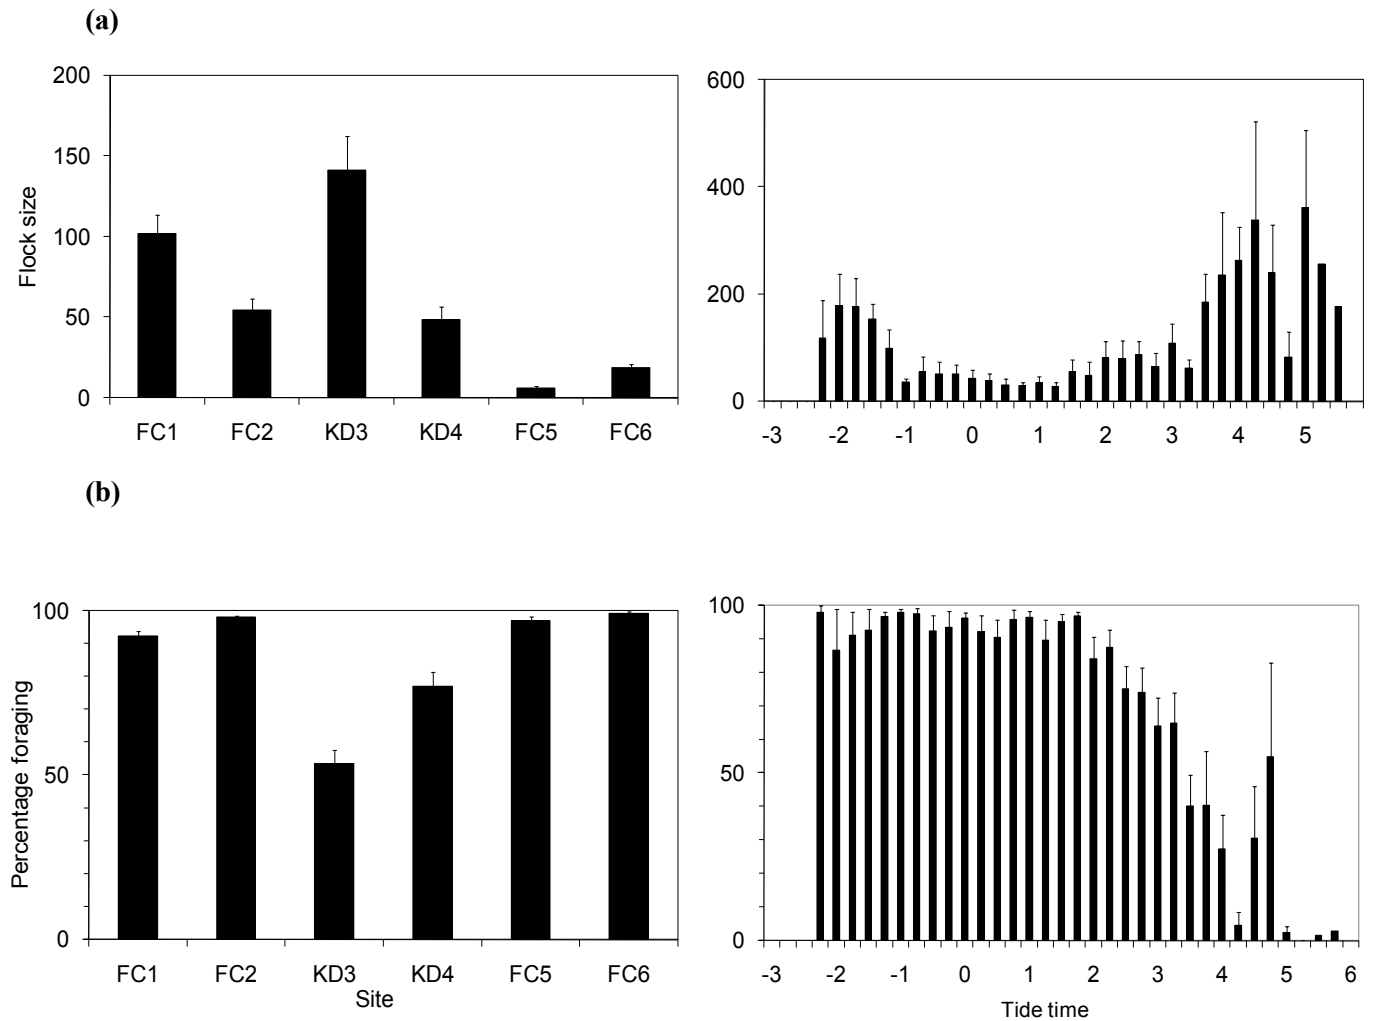 (a)
200
150
100
50
0
Flock size
FC1 FC2 KD3 KD4 FC5 FC6
600
400
200
0
-3 -2 -1 0 1 2 3 4 5
(b)
100
50
0
Percentage foraging
FC1 FC2 KD3 KD4 FC5 FC6
Site
100
50
0
-3 -2 -1 0 1 2 3 4 5 6
Tide time